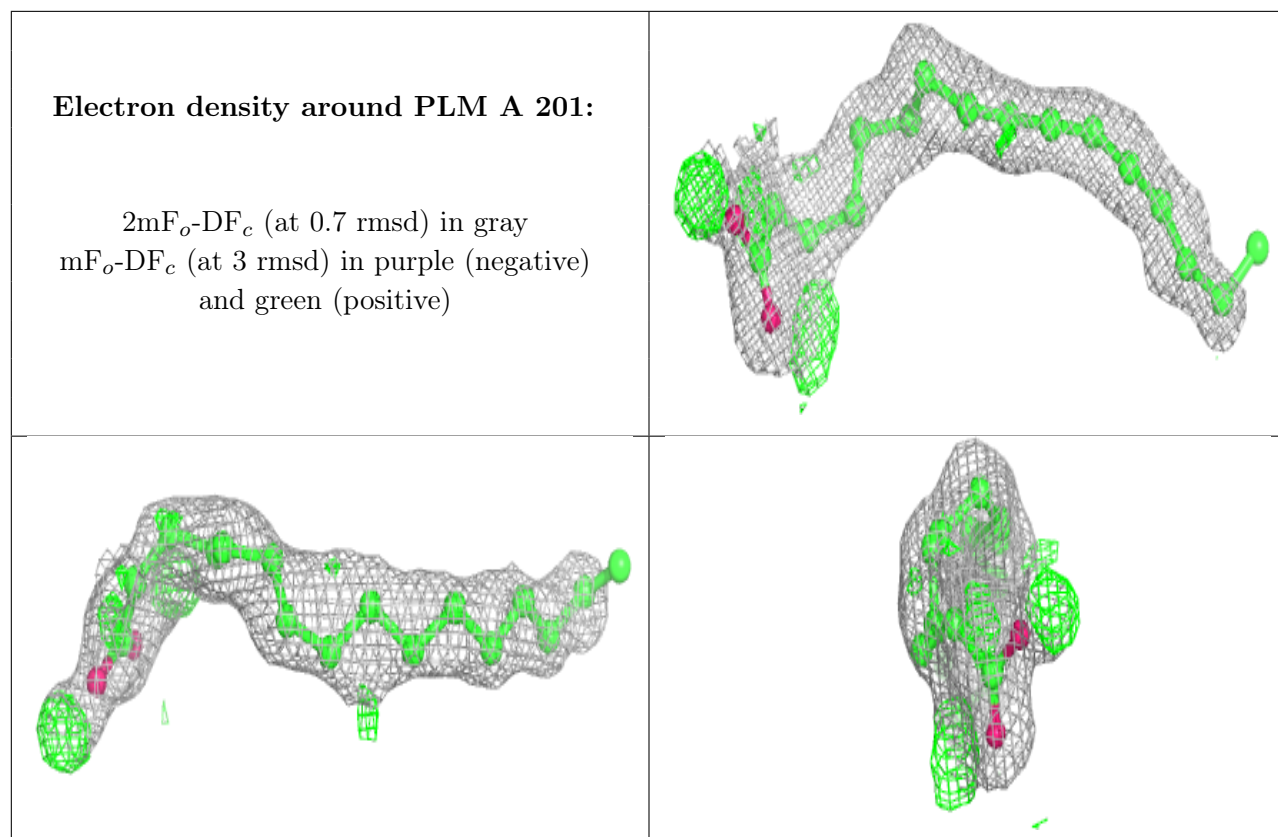 Electron density around PLM A 201:
2mFo-DFc (at 0.7 rmsd) in gray
mFo-DFc (at 3 rmsd) in purple (negative)
and green (positive)